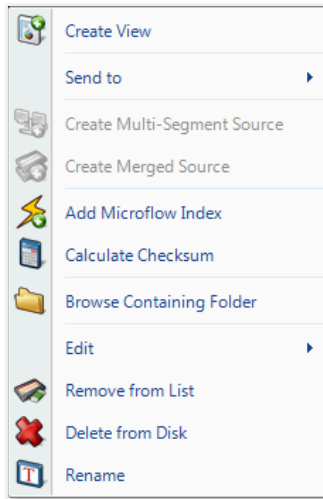 Create View
Send to
Create Multi-Segment Source
Create Merged Source
Add Microflow Index
Calculate Checksum
Browse Containing Folder
Edit
Remove from List
Delete from Disk
T Rename